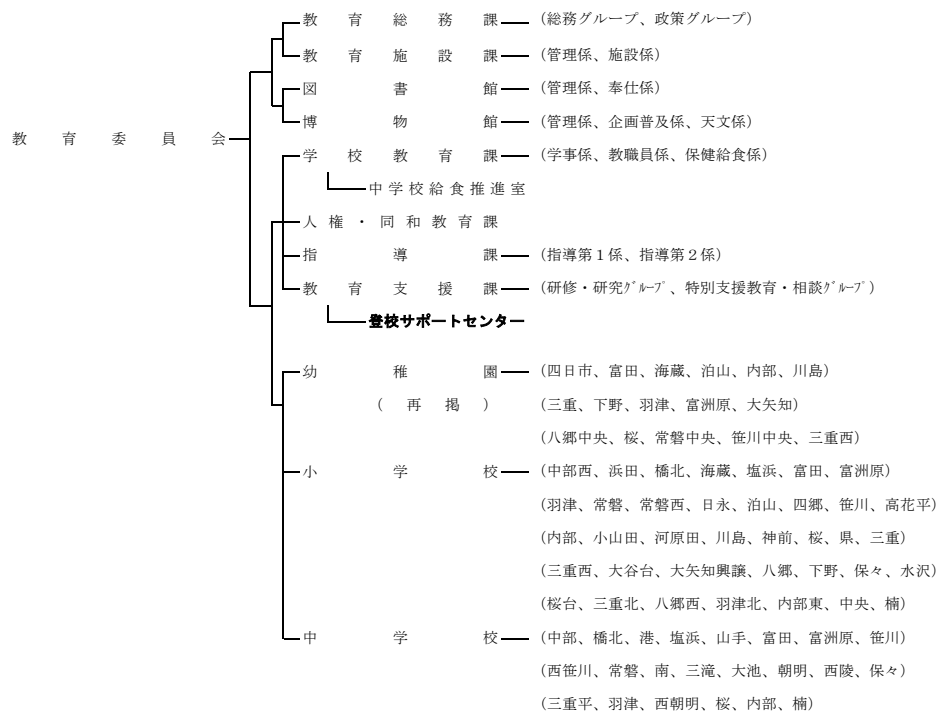 教育総務課 (総務グループ、政策グループ)
教育施設課 (管理係、施設係)
図書館 (管理係、奉仕係)
博物館 (管理係、企画普及係、天文係)
教育委員会
学校教育課 (学事係、教職員係、保健給食係)
中学校給食推進室
人権・同和教育課
指導課 (指導第1係、指導第2係)
教育支援課 (研修・研究ｸﾞﾙｰﾌﾟ、特別支援教育・相談ｸﾞﾙｰﾌﾟ)
登校サポートセンター
幼稚園 (四日市、富田、海蔵、泊山、内部、川島)
(再掲) (三重、下野、羽津、富洲原、大矢知)
(八郷中央、桜、常磐中央、笹川中央、三重西)
小学校 (中部西、浜田、橋北、海蔵、塩浜、富田、富洲原)
(羽津、常磐、常磐西、日永、泊山、四郷、笹川、高花平)
(内部、小山田、河原田、川島、神前、桜、県、三重)
(三重西、大谷台、大矢知興譲、八郷、下野、保々、水沢)
(桜台、三重北、八郷西、羽津北、内部東、中央、楠)
中学校 (中部、橋北、港、塩浜、山手、富田、富洲原、笹川)
(西笹川、常磐、南、三滝、大池、朝明、西陵、保々)
(三重平、羽津、西朝明、桜、内部、楠)